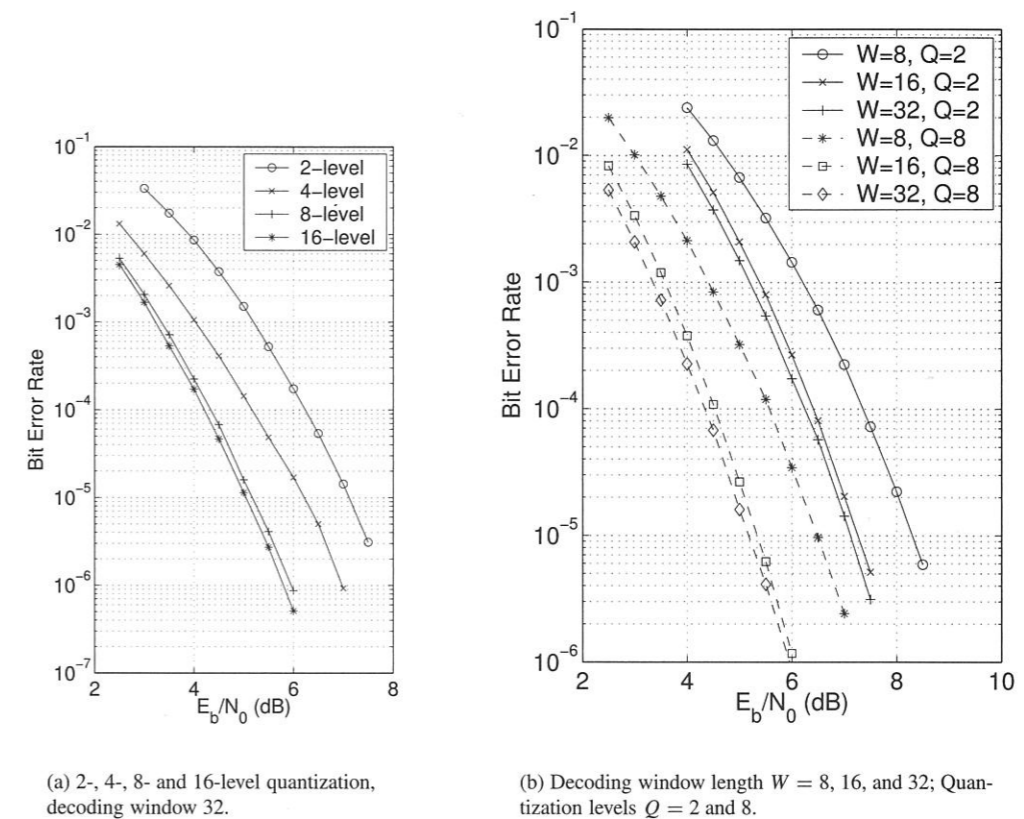 10^-1
10^-2
10^-3
10^-4
10^-5
10^-6
10^-7
2 4 6 8
E_b/N_0 (dB)
Bit Error Rate
2-level
4-level
8-level
16-level
(a) 2-, 4-, 8- and 16-level quantization,
decoding window 32.
10^-1
10^-2
10^-3
10^-4
10^-5
10^-6
2 4 6 8 10
E_b/N_0 (dB)
Bit Error Rate
W=8, Q=2
W=16, Q=2
W=32, Q=2
W=8, Q=8
W=16, Q=8
W=32, Q=8
(b) Decoding window length W = 8, 16, and 32; Quan-
tization levels Q = 2 and 8.